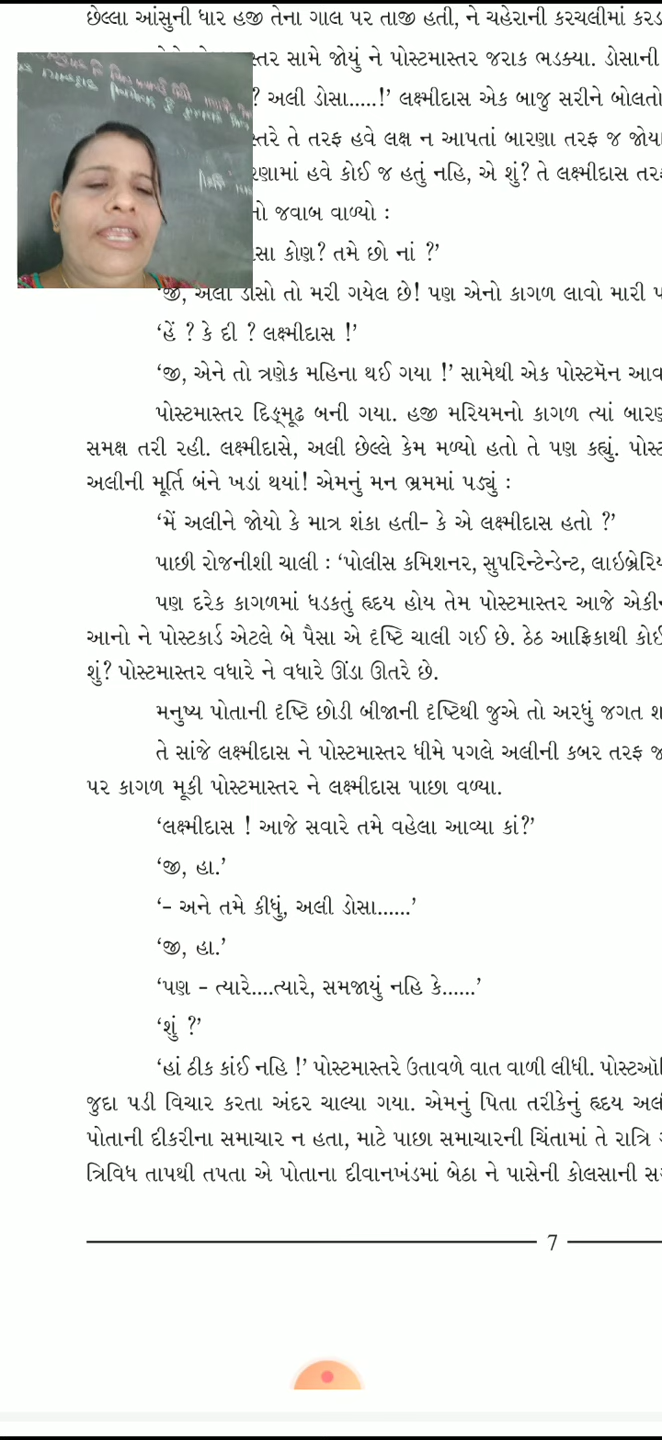 છેલ્લા આંસુની ધાર હજી તેના ગાલ પર તાજી હતી, ને ચહેરાની કરચલીમાં
સામે જોયું ને પોસ્ટમાસ્તર જરાક ભડક્યા. ડોસાની
? અલી ડોસા.....!’ લક્ષ્મીદાસ એક બાજુ સરીને બોલતો
તે તરફ હવે લક્ષ ન આપતાં બારણા તરફ જ
હવે કોઈ જ હતું નહિ, એ શું? તે લક્ષ્મીદાસ
જવાબ વાળ્યો :
કોણ? તમે છો નાં ?’
‘જી, અલી ડોસો તો મરી ગયેલ છે! પણ એનો કાગળ લાવો મારી
‘હેં ? કે દી ? લક્ષ્મીદાસ !’
‘જી, એને તો ત્રણેક મહિના થઈ ગયા !’ સામેથી એક પોસ્ટમૅન
પોસ્ટમાસ્તર દિઙ્મૂઢ બની ગયા. હજી મરિયમનો કાગળ ત્યાં
સમક્ષ તરી રહી. લક્ષ્મીદાસે, અલી છેલ્લે કેમ મળ્યો હતો તે પણ કહ્યું.
અલીની મૂર્તિ બંને ખડાં થયાં! એમનું મન ભ્રમમાં પડ્યું :
‘મેં અલીને જોયો કે માત્ર શંકા હતી- કે એ લક્ષ્મીદાસ હતો ?’
પાછી રોજનીશી ચાલી : ‘પોલીસ કમિશનર, સુપરિન્ટેન્ડેન્ટ,
પણ દરેક કાગળમાં ધડકતું હૃદય હોય તેમ પોસ્ટમાસ્તર આજે
આનો ને પોસ્ટકાર્ડ એટલે બે પૈસા એ દૃષ્ટિ ચાલી ગઈ છે. ઠેઠ આફ્રિકાથી
શું? પોસ્ટમાસ્તર વધારે ને વધારે ઊંડા ઊતરે છે.
મનુષ્ય પોતાની દૃષ્ટિ છોડી બીજાની દૃષ્ટિથી જુએ તો અરધું જગત
તે સાંજે લક્ષ્મીદાસ ને પોસ્ટમાસ્તર ધીમે પગલે અલીની કબર તરફ
પર કાગળ મૂકી પોસ્ટમાસ્તર ને લક્ષ્મીદાસ પાછા વળ્યા.
‘લક્ષ્મીદાસ ! આજે સવારે તમે વહેલા આવ્યા કાં?’
‘જી, હા.’
‘- અને તમે કીધું, અલી ડોસા......’
‘જી, હા.’
‘પણ - ત્યારે....ત્યારે, સમજાયું નહિ કે......’
‘શું ?’
‘હાં ઠીક કાંઈ નહિ !’ પોસ્ટમાસ્તરે ઉતાવળે વાત વાળી લીધી.
જુદા પડી વિચાર કરતા અંદર ચાલ્યા ગયા. એમનું પિતા તરીકેનું હૃદય
પોતાની દીકરીના સમાચાર ન હતા, માટે પાછા સમાચારની ચિંતામાં તે રાત્રિ
ત્રિવિધ તાપથી તપતા એ પોતાના દીવાનખંડમાં બેઠા ને પાસેની કોલસાની
7